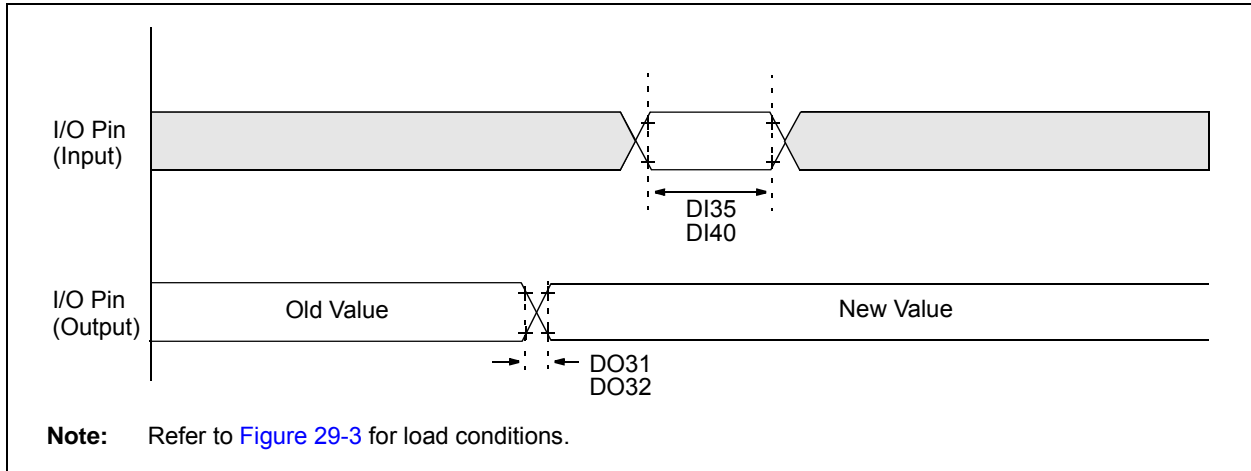 I/O Pin
(Input)
DI35
DI40
I/O Pin
(Output)
Old Value
New Value
DO31
DO32
Note: Refer to Figure 29-3 for load conditions.